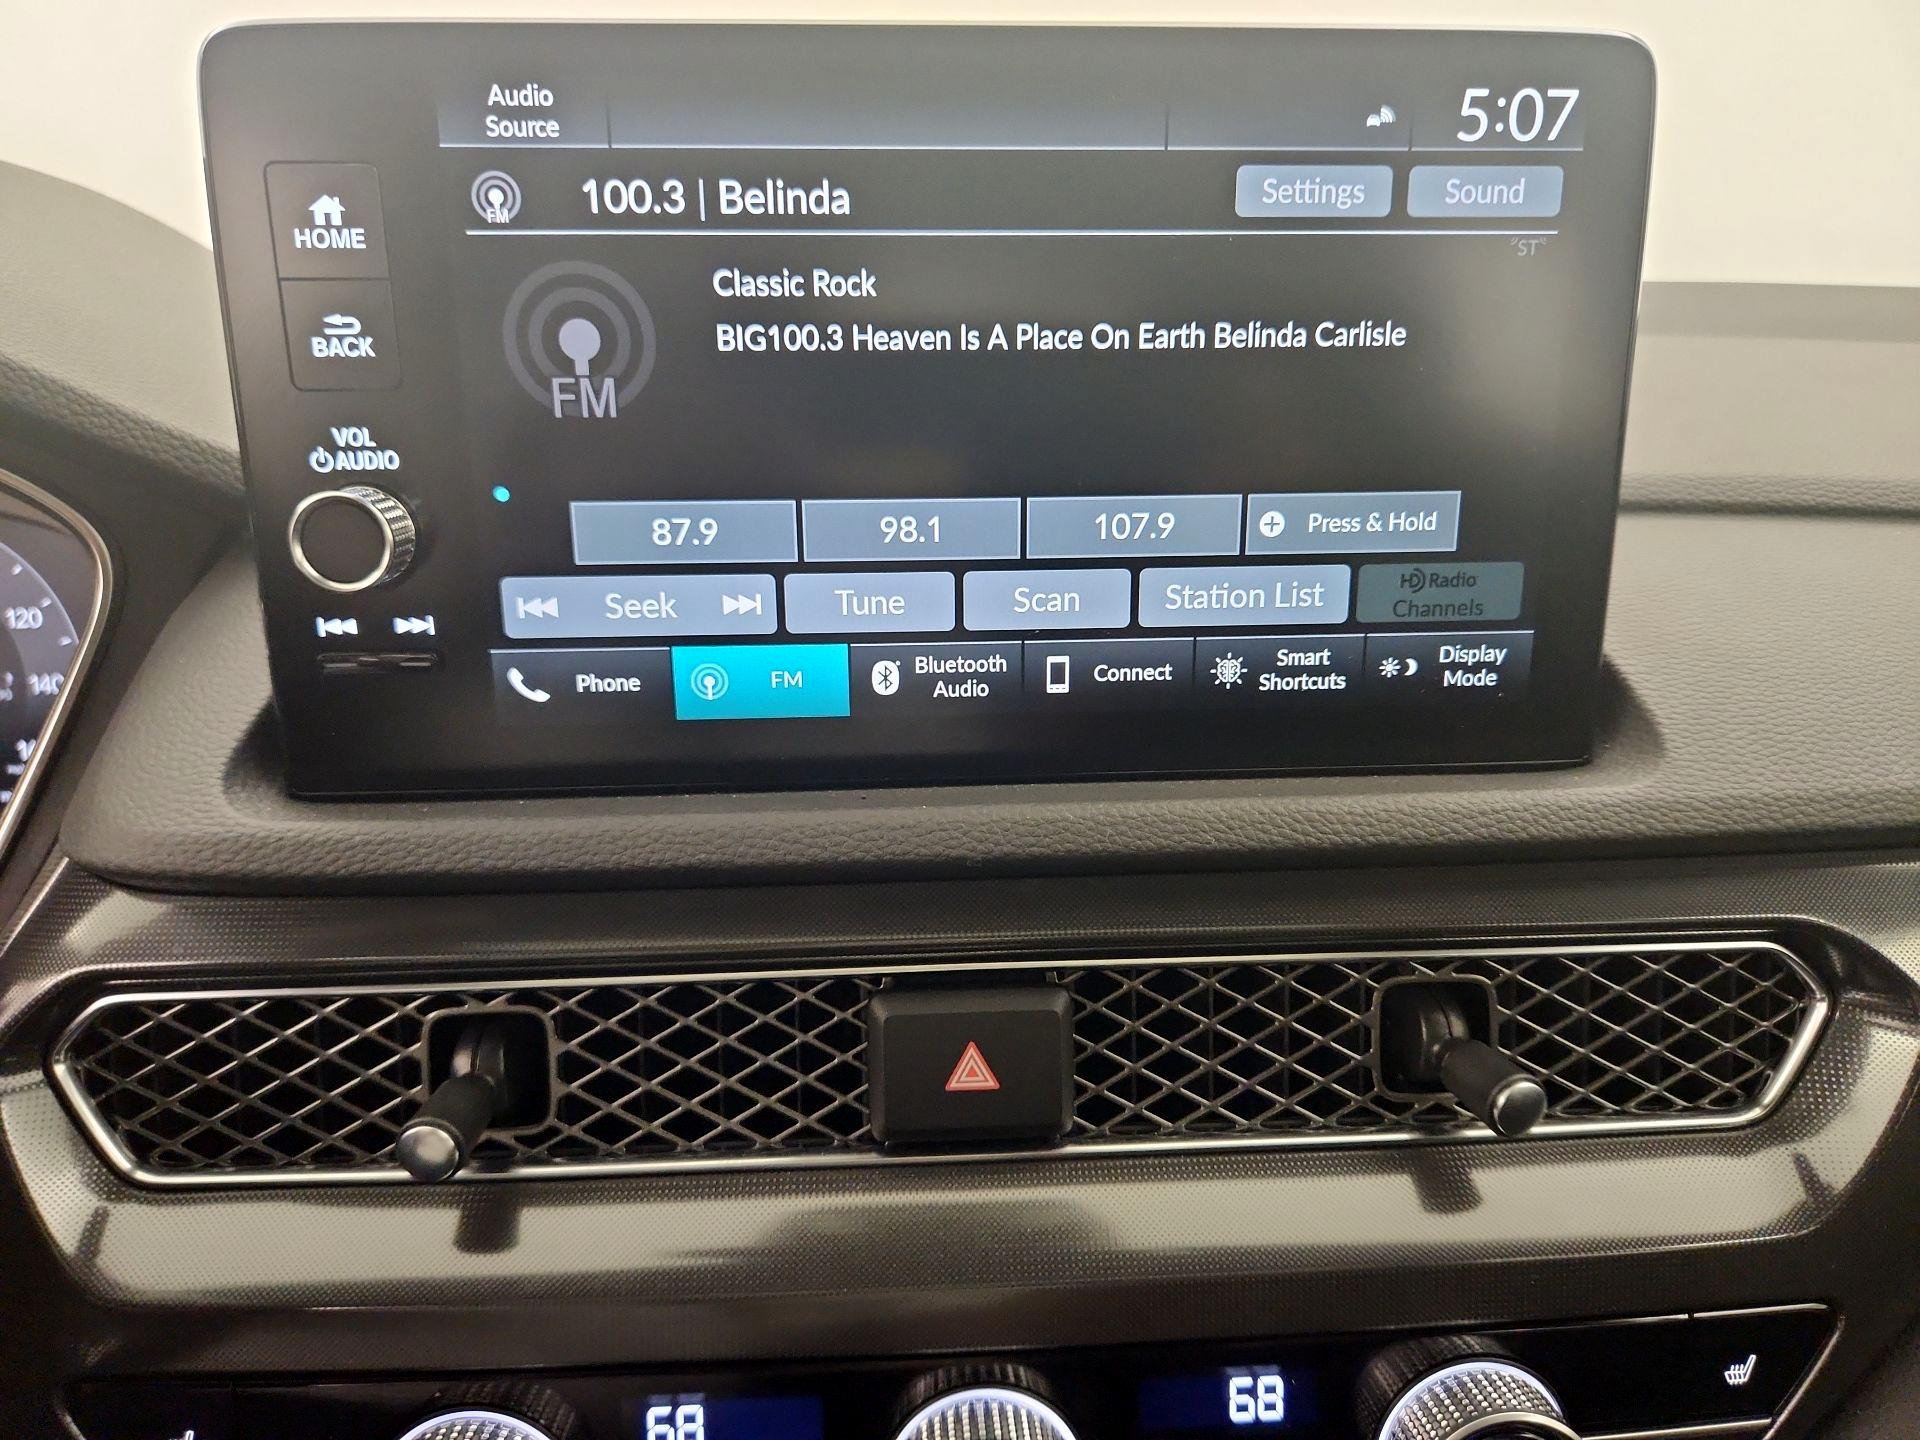 Audio
Source
5:07
FM
100.3 | Belinda
Settings
Sound
ST
HOME
BACK
VOL
AUDIO
Classic Rock
BIG100.3 Heaven Is A Place On Earth Belinda Carlisle
FM
87.9
98.1
107.9
Press & Hold
Seek
Tune
Scan
Station List
HD Radio
Channels
Phone
FM
Bluetooth
Audio
Connect
Smart
Shortcuts
Display
Mode
120
140
68
68